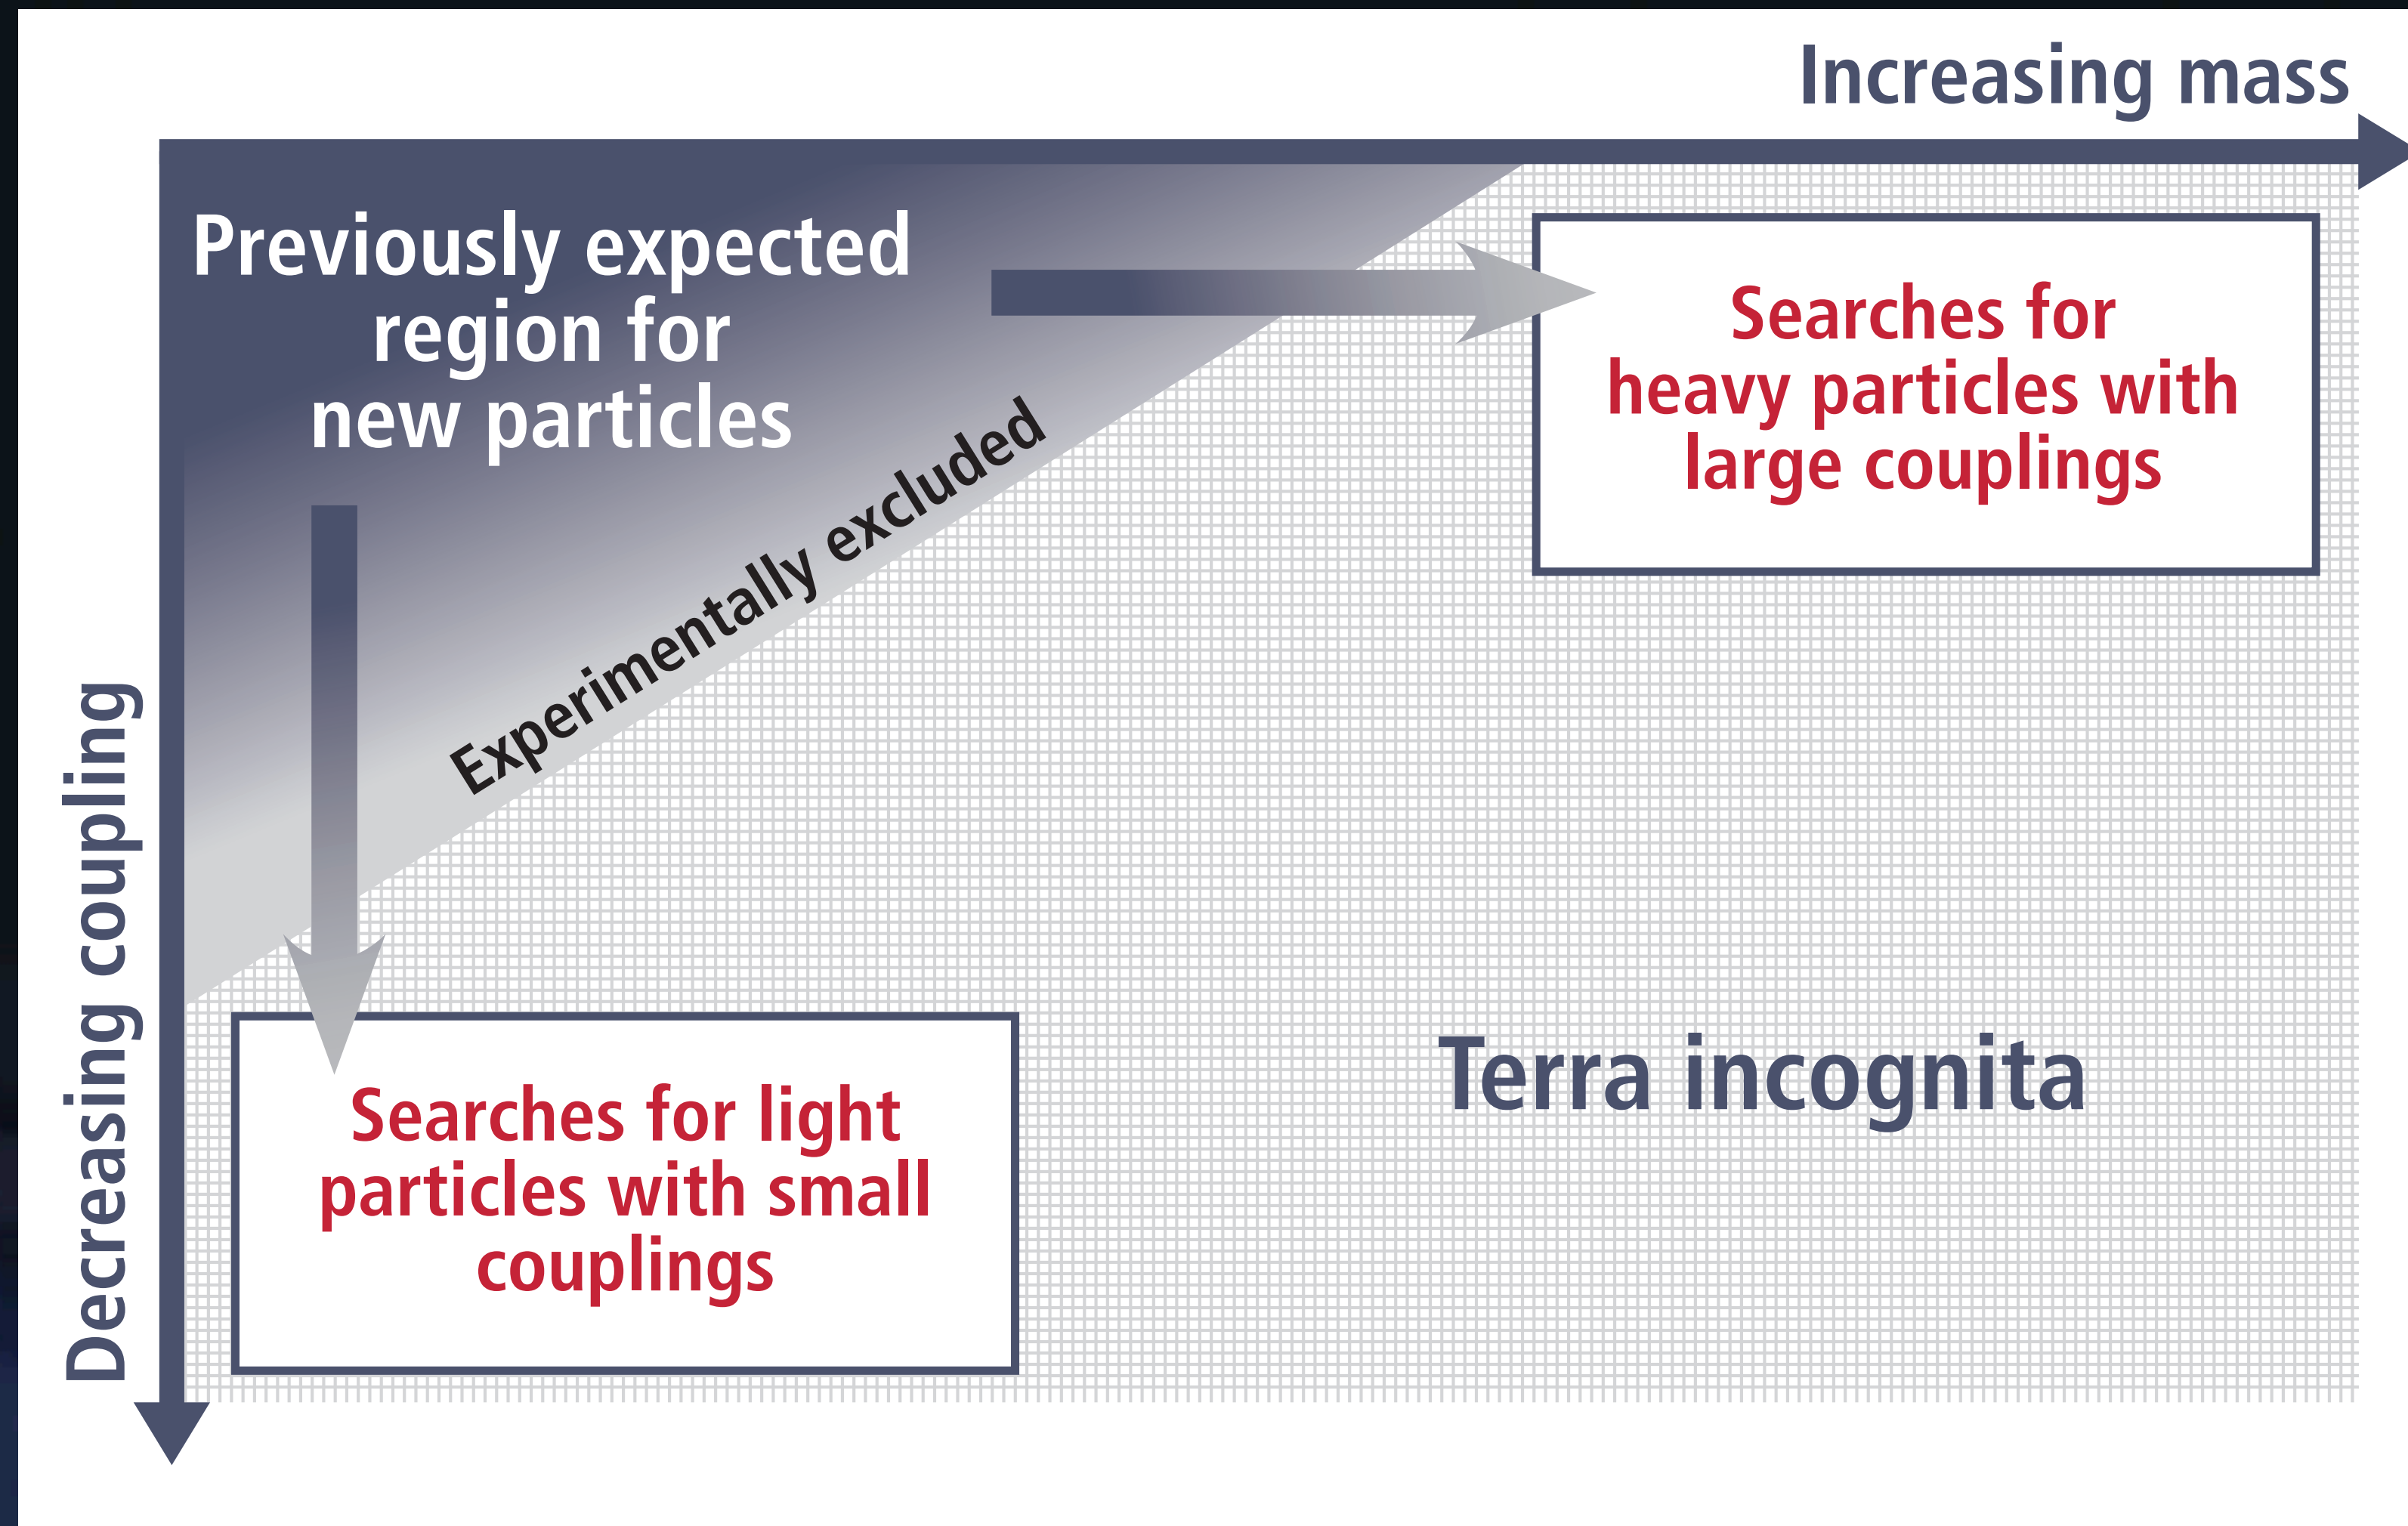 Increasing mass
Previously expected
region for
new particles
Searches for
heavy particles with
large couplings
Experimentally excluded
Decreasing coupling
Terra incognita
Searches for light
particles with small
couplings